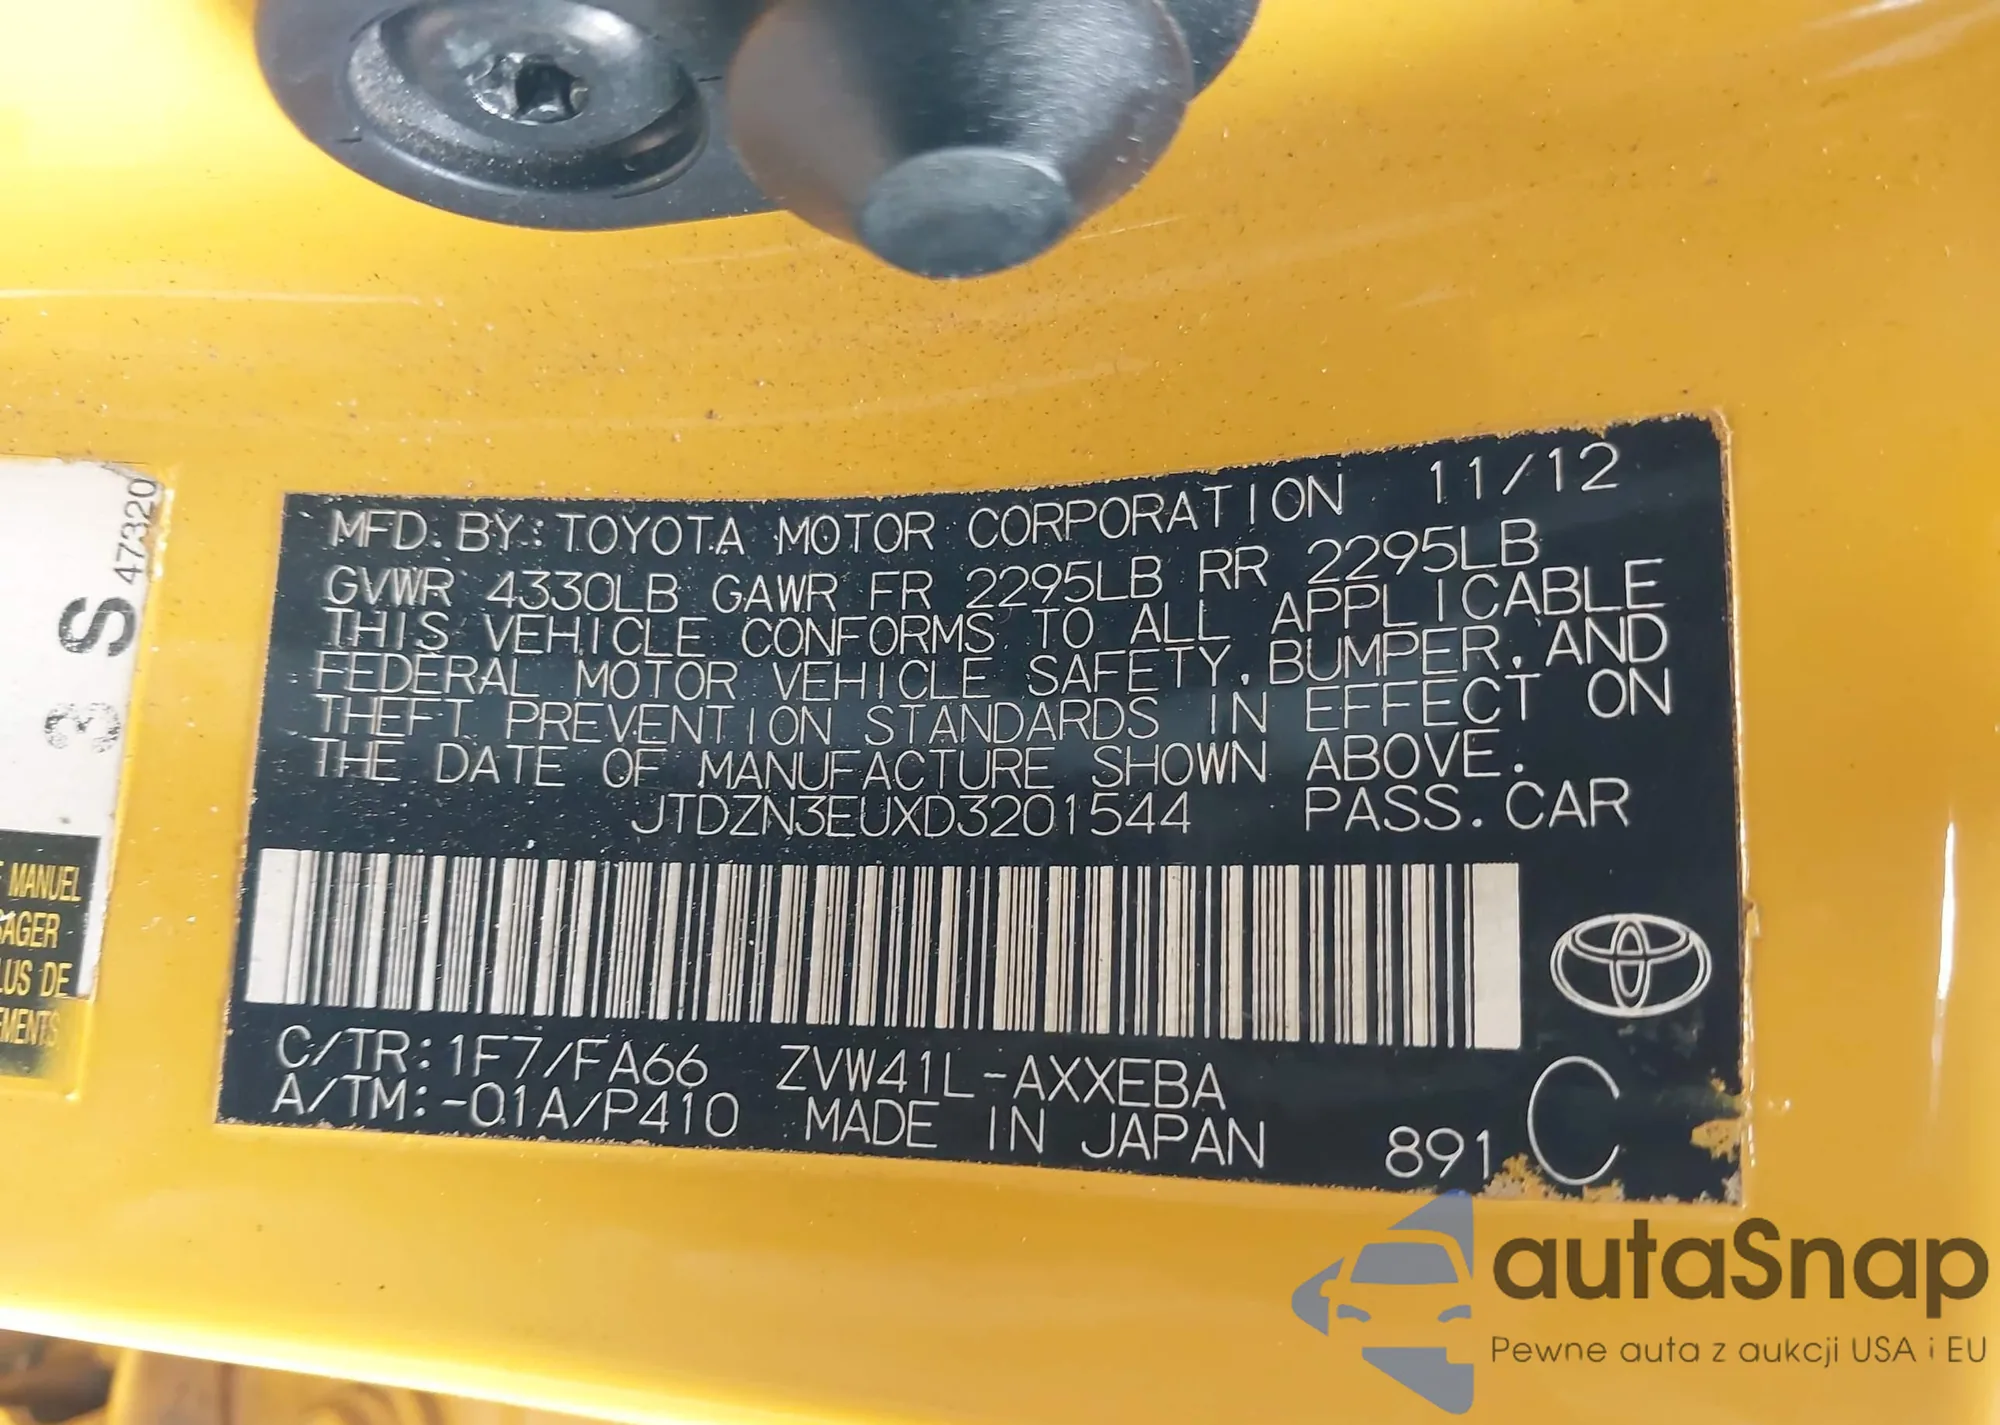 MFD. BY: TOYOTA MOTOR CORPORATION 11/12
GVWR 4330LB GAWR FR 2295LB RR 2295LB
THIS VEHICLE CONFORMS TO ALL APPLICABLE
FEDERAL MOTOR VEHICLE SAFETY, BUMPER, AND
THEFT PREVENTION STANDARDS IN EFFECT ON
THE DATE OF MANUFACTURE SHOWN ABOVE.
JTDZN3EUXD3201544 PASS. CAR
C/TR: 1F7/FA66 ZVW41L-AXXEBA
A/TM: -01A/P410 MADE IN JAPAN 891 C
3 S 47320
MANUEL
LUS DE
autaSnap
Pewne auta z aukcji USA i EU